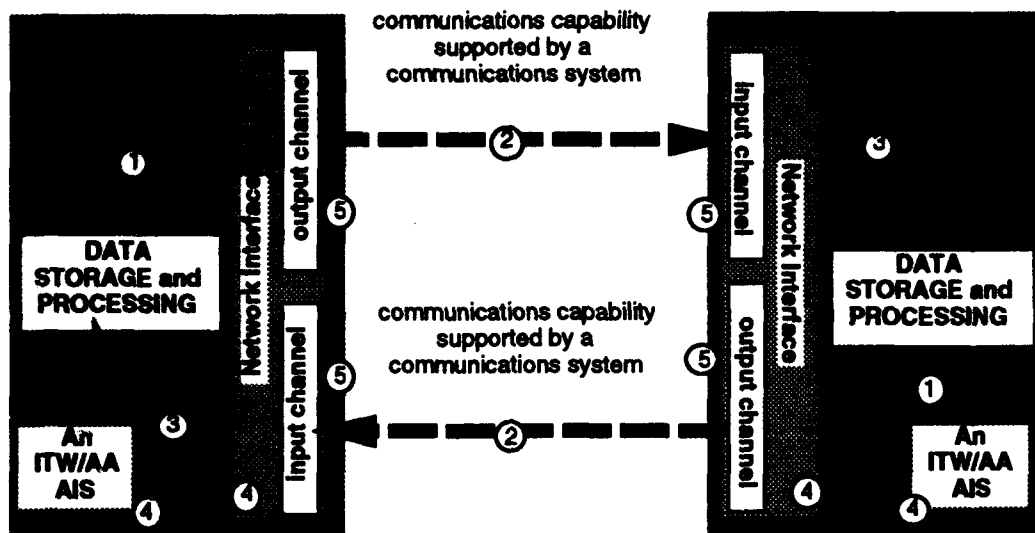 communications capability
supported by a
communications system
2
1
3
output channel
input channel
Network Interface
Network Interface
5
5
DATA
STORAGE and
PROCESSING
DATA
STORAGE and
PROCESSING
communications capability
supported by a
communications system
5
5
input channel
output channel
1
3
2
An
ITW/AA
AIS
An
ITW/AA
AIS
4
4
4
4